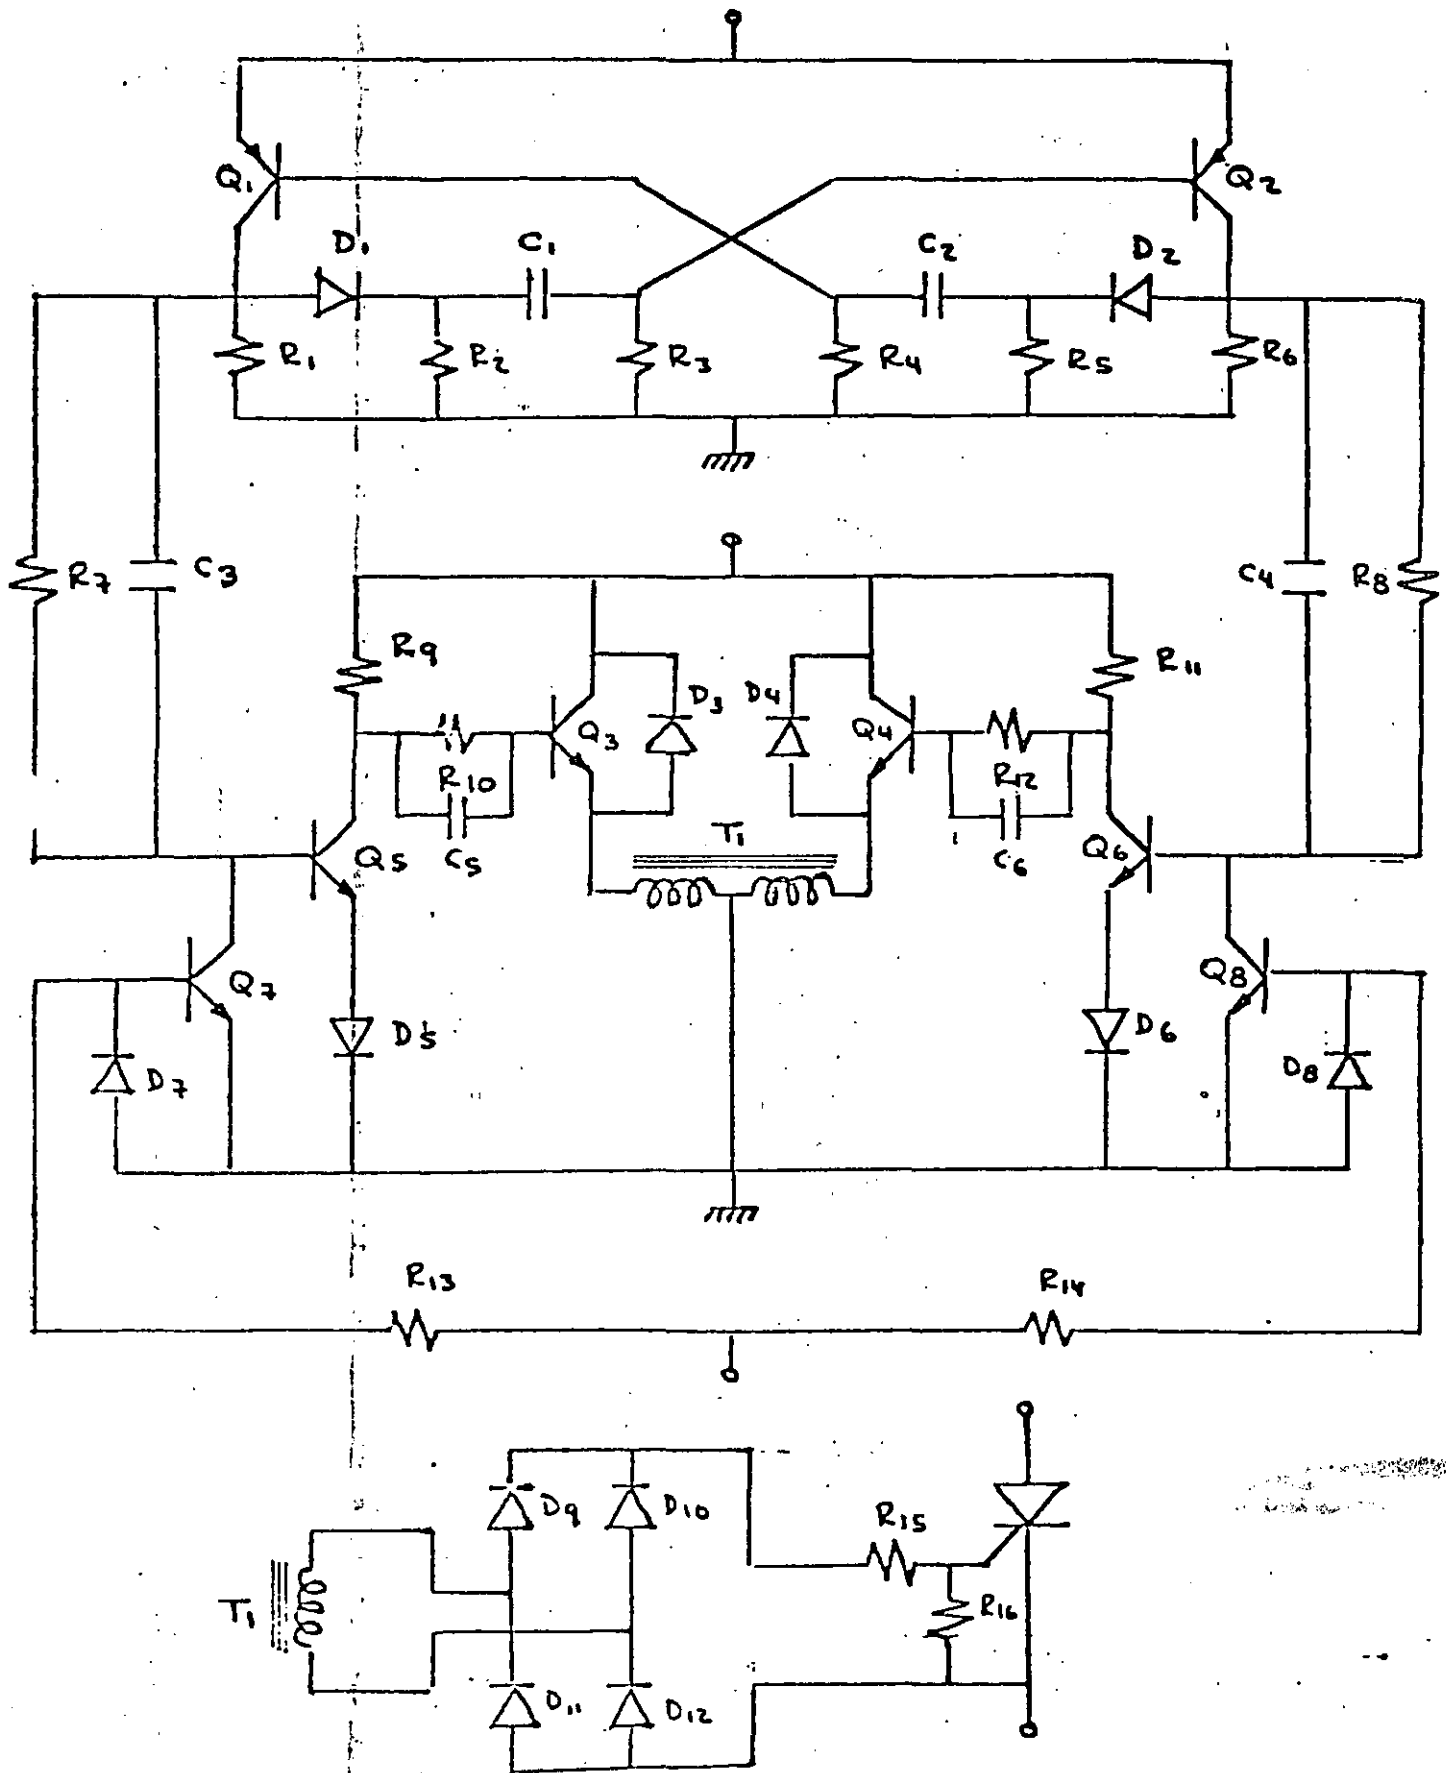 Q1 Q2
D1 C1 C2 D2
R1 R2 R3 R4 R5 R6
R7 C3 C4 R8
R9 R11
D3 D4
Q3 Q4
R10 R12
T1
Q5 C5 C6 Q6
Q7 Q8
D7 D5 D6 D8
R13 R14
D9 D10
R15
T1 R16
D11 D12